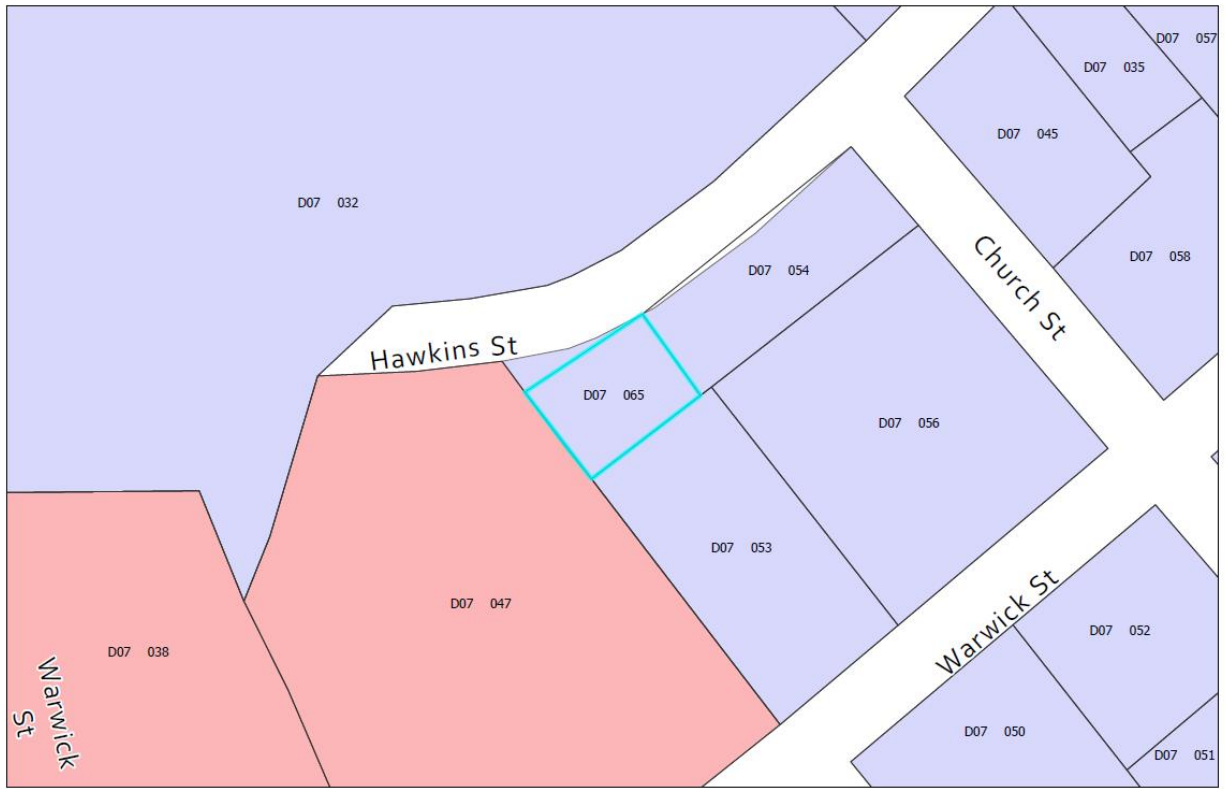 D07 057
D07 035
D07 045
D07 032
D07 058
Church St
D07 054
Hawkins St
D07 065
D07 056
D07 053
D07 047
Warwick St
D07 052
D07 038
Warwick
St
D07 050
D07 051